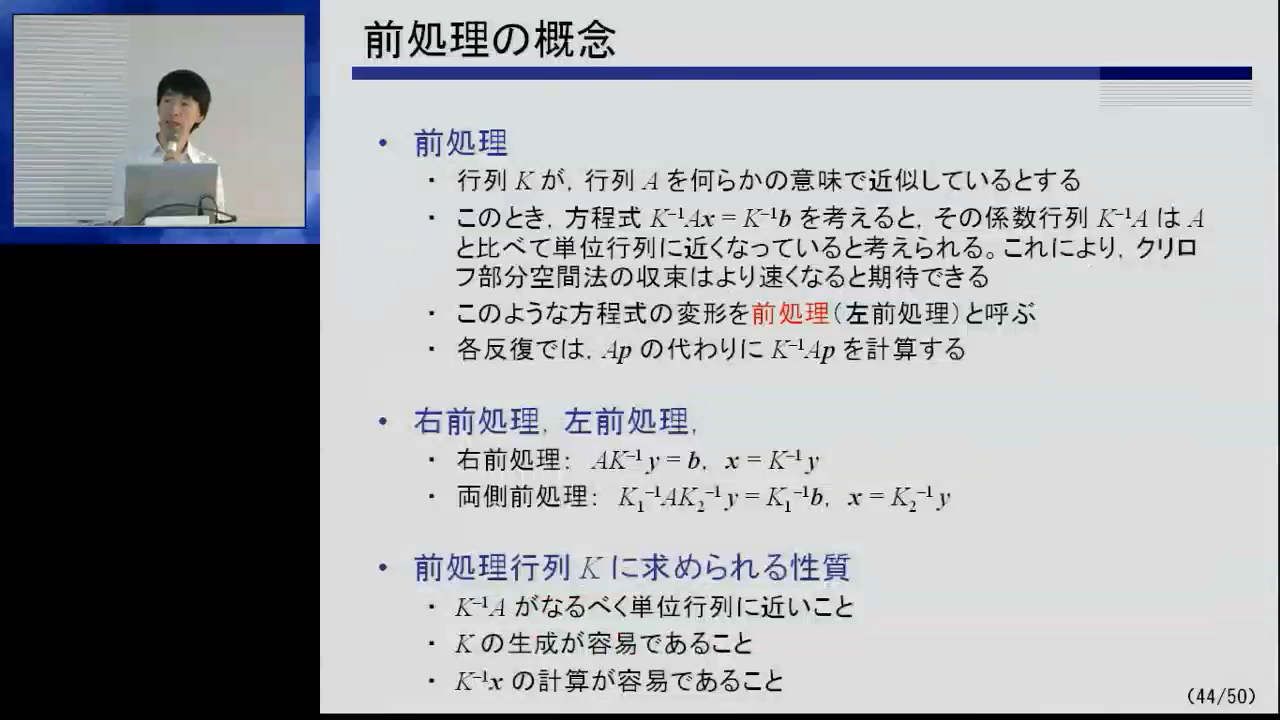 前処理の概念
• 前処理
・ 行列 K が，行列 A を何らかの意味で近似しているとする
・ このとき，方程式 K⁻¹Ax = K⁻¹b を考えると，その係数行列 K⁻¹A は A
と比べて単位行列に近くなっていると考えられる。これにより，クリロ
フ部分空間法の収束はより速くなると期待できる
・ このような方程式の変形を前処理（左前処理）と呼ぶ
・ 各反復では，Ap の代わりに K⁻¹Ap を計算する
• 右前処理，左前処理，
・ 右前処理： AK⁻¹y = b， x = K⁻¹y
・ 両側前処理： K₁⁻¹AK₂⁻¹y = K₁⁻¹b， x = K₂⁻¹y
• 前処理行列 K に求められる性質
・ K⁻¹A がなるべく単位行列に近いこと
・ K の生成が容易であること
・ K⁻¹x の計算が容易であること
（44/50）